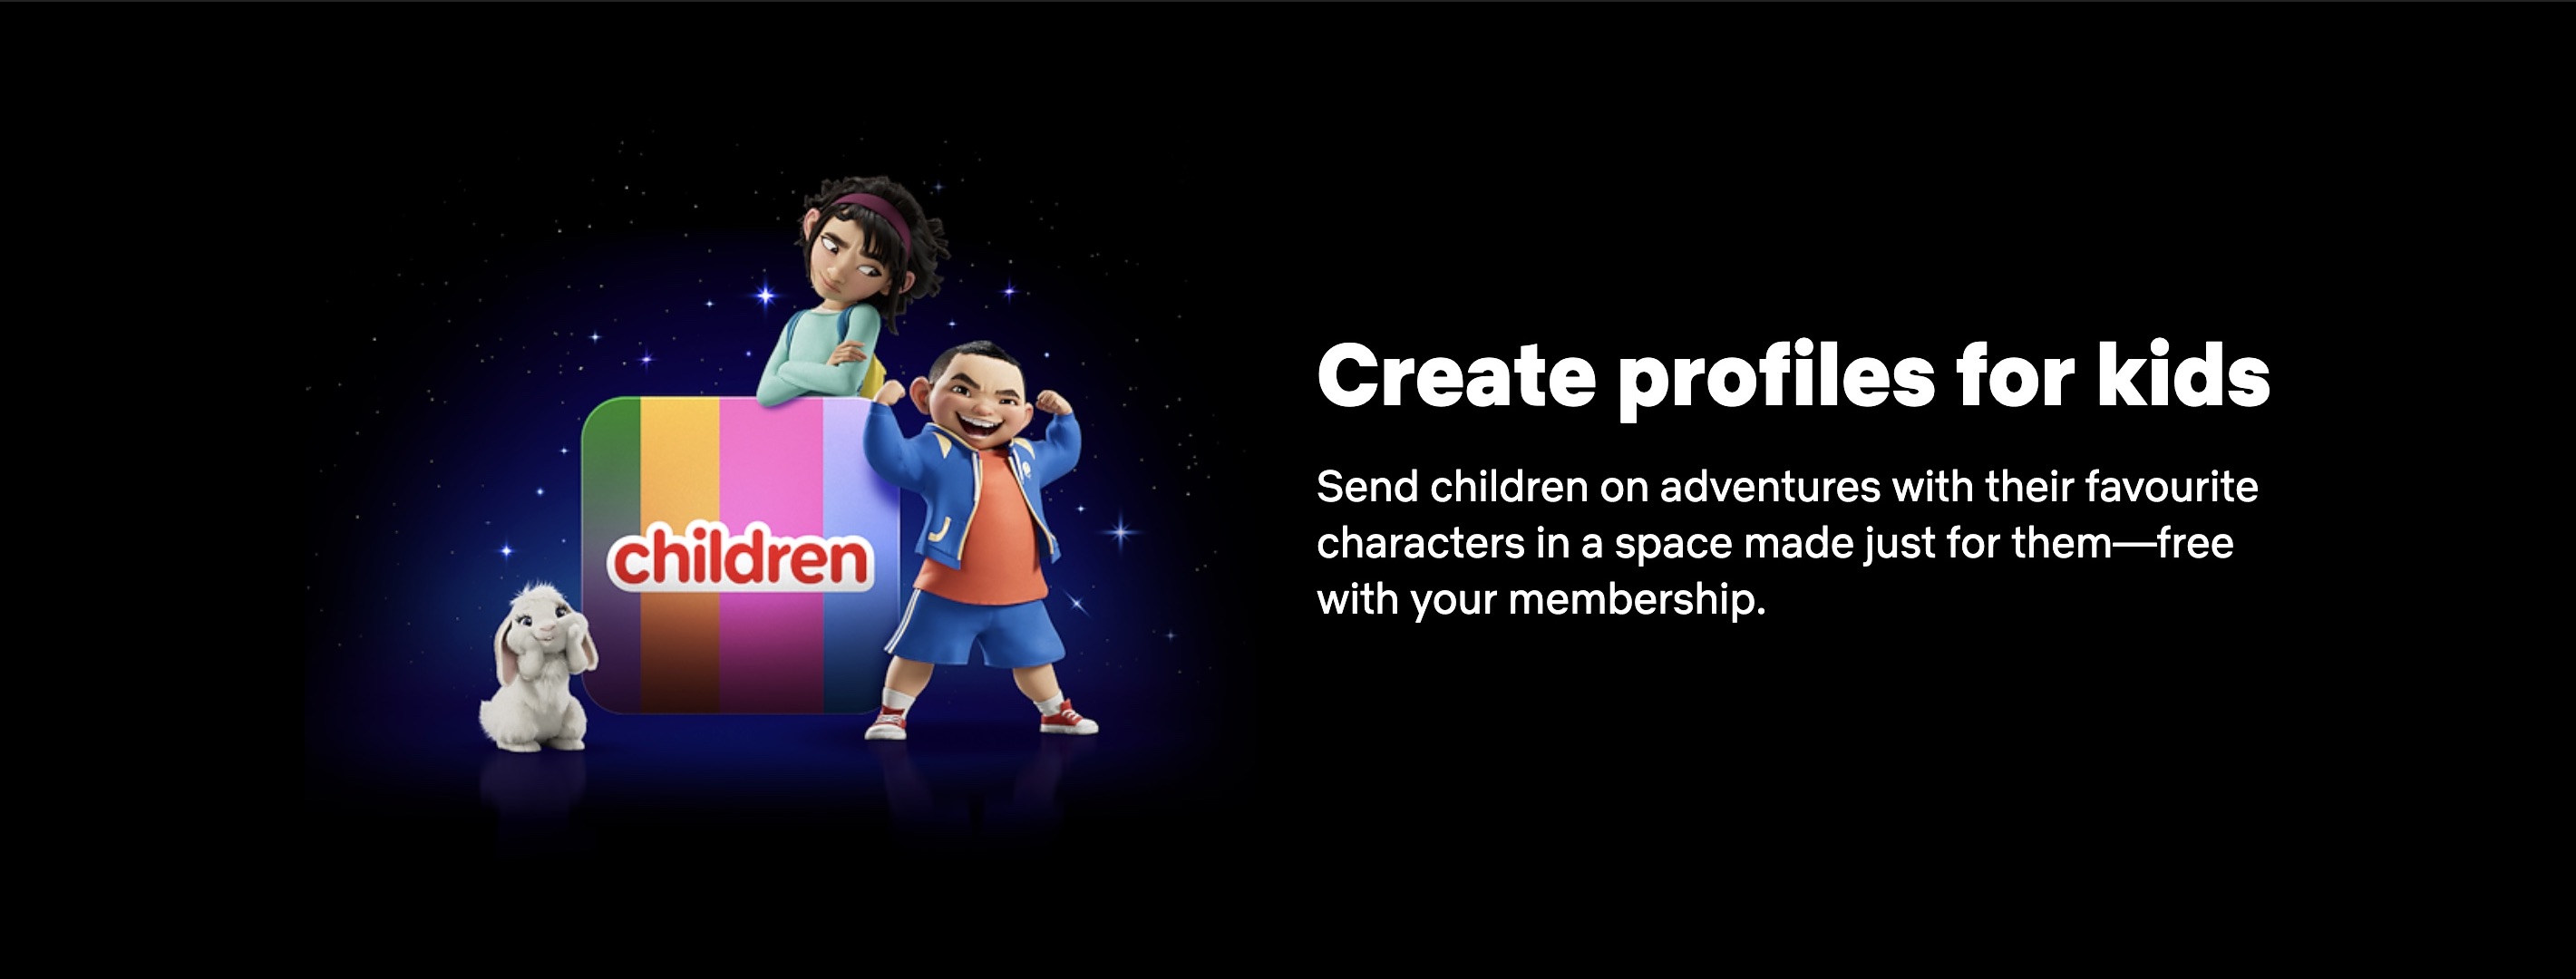 children
Create profiles for kids
Send children on adventures with their favourite
characters in a space made just for them—free
with your membership.